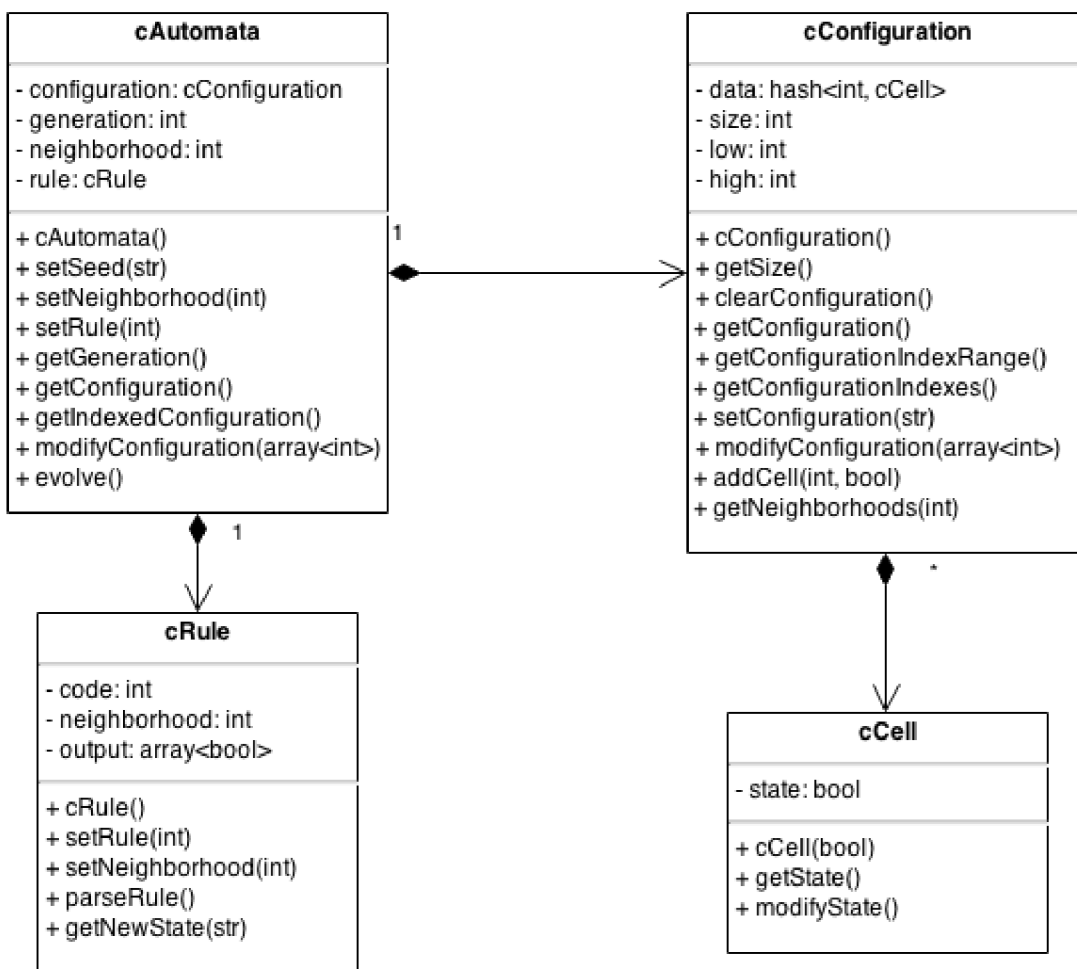 cAutomata
- configuration: cConfiguration
- generation: int
- neighborhood: int
- rule: cRule
+ cAutomata()
+ setSeed(str)
+ setNeighborhood(int)
+ setRule(int)
+ getGeneration()
+ getConfiguration()
+ getIndexedConfiguration()
+ modifyConfiguration(array<int>)
+ evolve()
1
1
cConfiguration
- data: hash<int, cCell>
- size: int
- low: int
- high: int
+ cConfiguration()
+ getSize()
+ clearConfiguration()
+ getConfiguration()
+ getConfigurationIndexRange()
+ getConfigurationIndexes()
+ setConfiguration(str)
+ modifyConfiguration(array<int>)
+ addCell(int, bool)
+ getNeighborhoods(int)
*
cRule
- code: int
- neighborhood: int
- output: array<bool>
+ cRule()
+ setRule(int)
+ setNeighborhood(int)
+ parseRule()
+ getNewState(str)
cCell
- state: bool
+ cCell(bool)
+ getState()
+ modifyState()